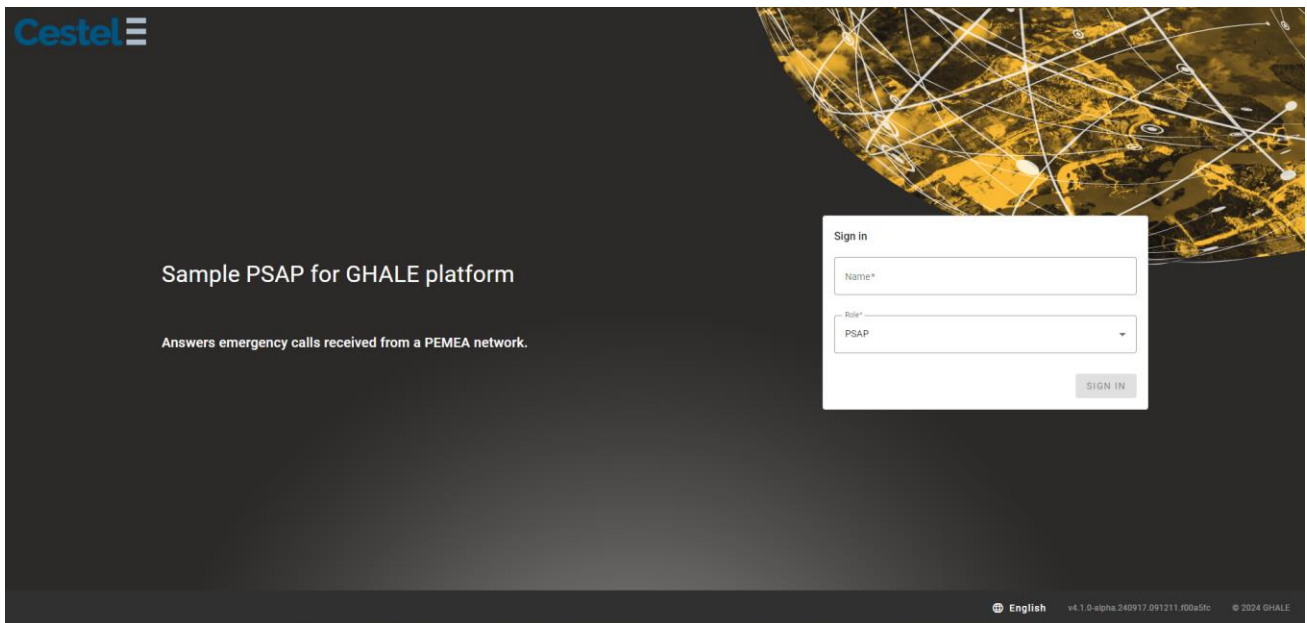 Cestel
Sign in
Name*
Sample PSAP for GHALE platform
Role*
PSAP
Answers emergency calls received from a PEMEA network.
SIGN IN
English
v4.1.0-alpha.240917.091211.f00a5fc
© 2024 GHALE